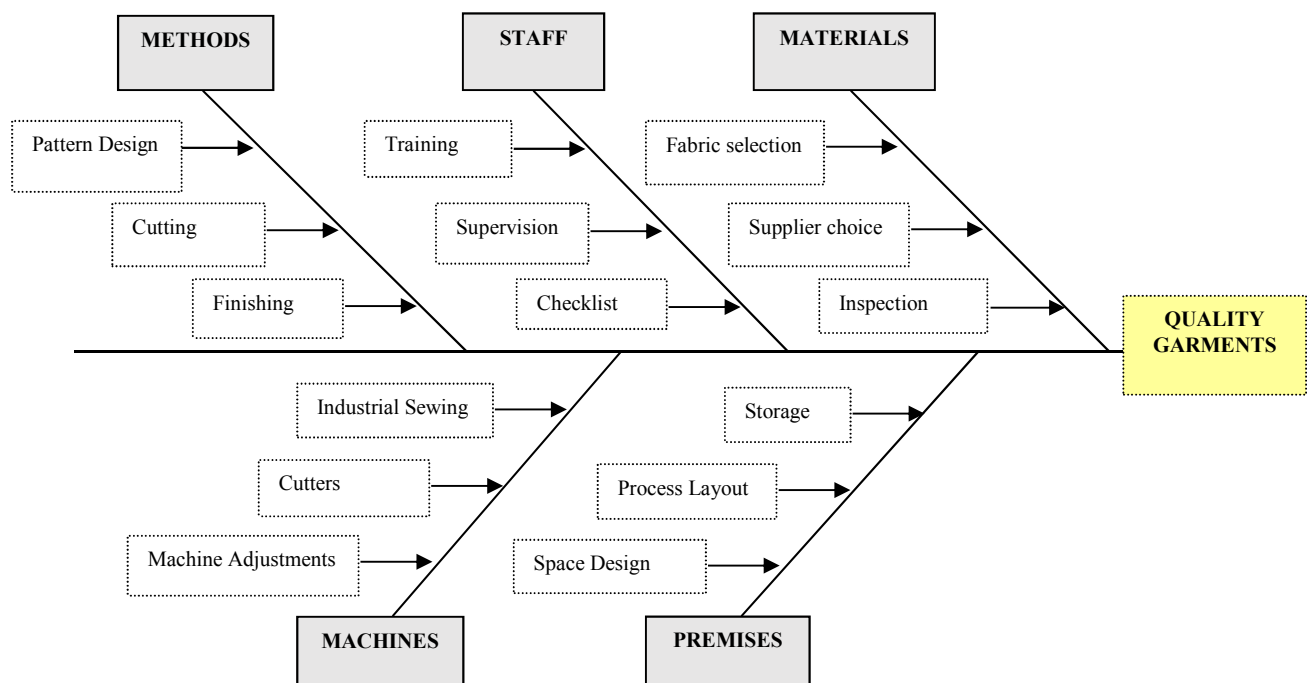 METHODS
STAFF
MATERIALS
Pattern Design
Training
Fabric selection
Cutting
Supervision
Supplier choice
Finishing
Checklist
Inspection
QUALITY
GARMENTS
Industrial Sewing
Storage
Cutters
Process Layout
Machine Adjustments
Space Design
MACHINES
PREMISES